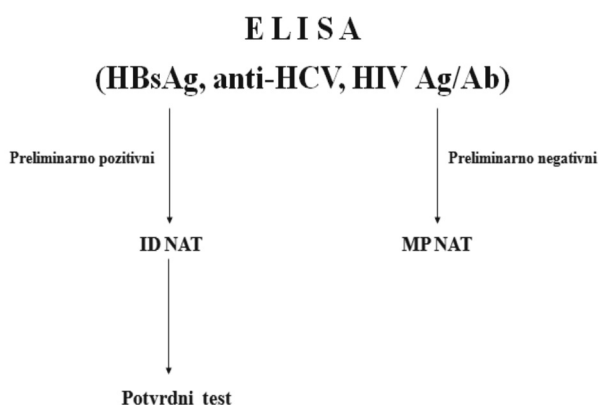 E L I S A
(HBsAg, anti-HCV, HIV Ag/Ab)
Preliminarno pozitivni
Preliminarno negativni
ID NAT
MP NAT
Potvrdni test